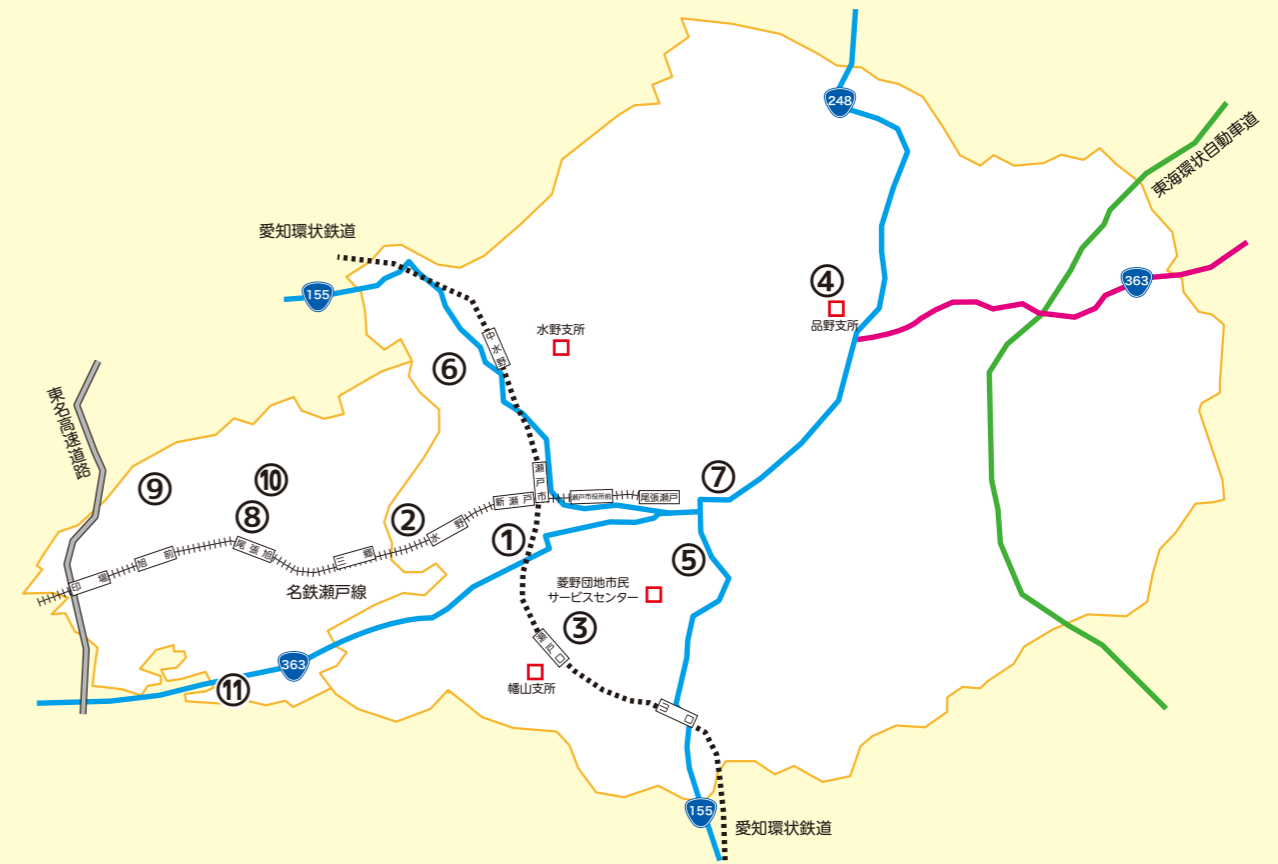 248
東海環状自動車道
愛知環状鉄道
363
④
155
品野支所
水野支所
中水野
⑥
東名高速道路
⑨
⑩
⑦
瀬戸市
新瀬戸
瀬戸市役所前
尾張瀬戸
⑧
②
水野
①
尾張旭
三郷
旭前
印場
名鉄瀬戸線
⑤
菱野団地市民
サービスセンター
③
瀬戸口
363
⑪
幡山支所
山口
155
愛知環状鉄道